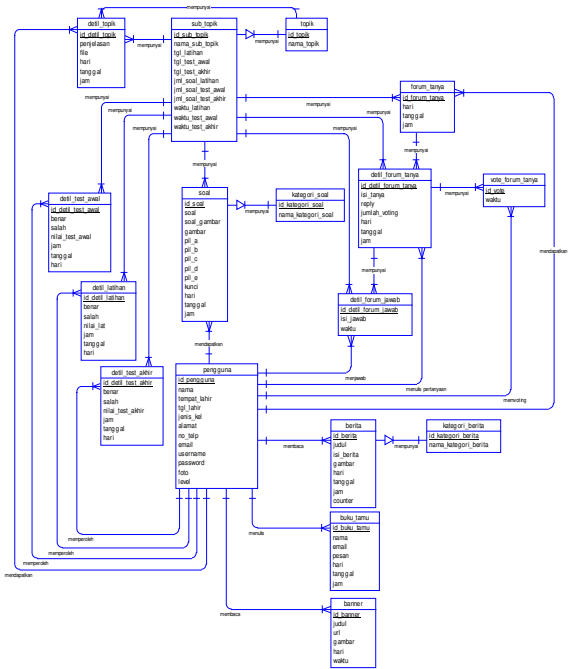 mempunyai
detil_topik
id_detil_topik
penjelasan
file
hari
tanggal
jam
mempunyai
sub_topik
id_sub_topik
nama_sub_topik
tgl_latihan
tgl_test_awal
tgl_test_akhir
jml_soal_latihan
jml_soal_test_awal
jml_soal_test_akhir
waktu_latihan
waktu_test_awal
waktu_test_akhir
mempunyai
topik
id_topik
nama_topik
mempunyai
mempunyai
mempunyai
mempunyai
forum_tanya
id_forum_tanya
hari
tanggal
jam
mempunyai
mempunyai
mempunyai
detil_forum_tanya
id_detil_forum_tanya
isi_tanya
reply
jumlah_voting
hari
tanggal
jam
mempunyai
vote_forum_tanya
id_vote
waktu
detil_test_awal
id_detil_test_awal
benar
salah
nilai_test_awal
jam
tanggal
hari
soal
id_soal
soal
soal_gambar
gambar
pil_a
pil_b
pil_c
pil_d
pil_e
kunci
hari
tanggal
jam
mempunyai
kategori_soal
id_kategori_soal
nama_kategori_soal
mendapatkan
mempunyai
detil_latihan
id_detil_latihan
benar
salah
nilai_lat
jam
tanggal
hari
detil_forum_jawab
id_detil_forum_jawab
isi_jawab
waktu
mendapatkan
detil_test_akhir
id_detil_test_akhir
benar
salah
nilai_test_akhir
jam
tanggal
hari
pengguna
id_pengguna
nama
tempat_lahir
tgl_lahir
jenis_kel
alamat
no_telp
email
username
password
foto
level
menjawab
menulis pertanyaan
memvoting
membaca
berita
id_berita
judul
isi_berita
gambar
hari
tanggal
jam
counter
mempunyai
kategori_berita
id_kategori_berita
nama_kategori_berita
memperoleh
memperoleh
memperoleh
mendapatkan
menulis
buku_tamu
id_buku_tamu
nama
email
pesan
hari
tanggal
jam
membaca
banner
id_banner
judul
url
gambar
hari
waktu